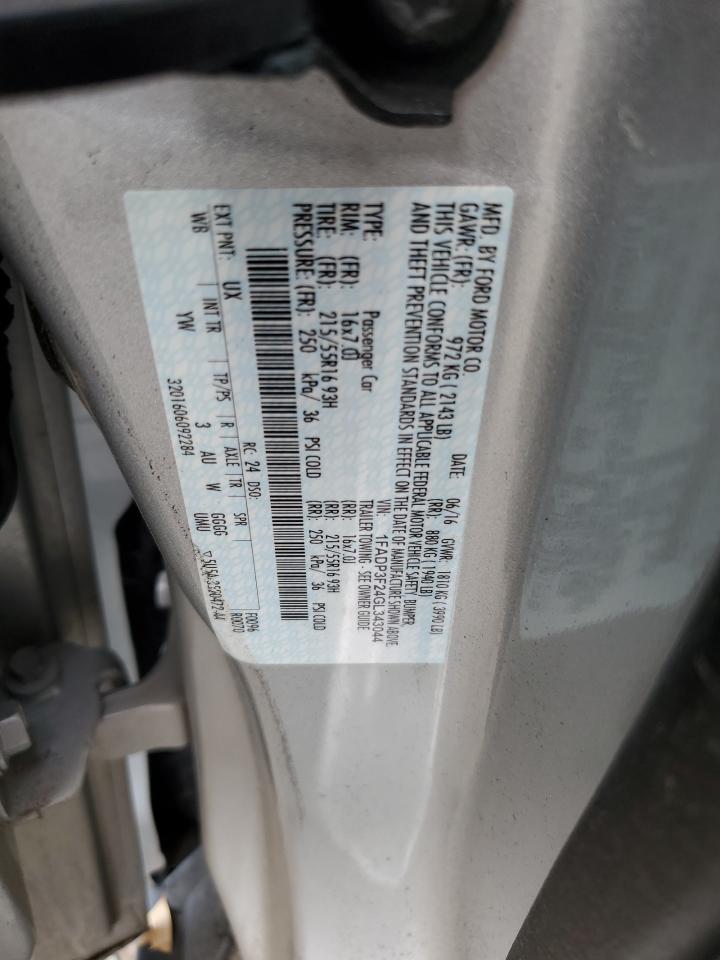 MFD. BY FORD MOTOR CO.
DATE: 06/16 GVWR: 1810 KG (3990 LB)
GAWR: (FR): 972 KG (2143 LB) (RR): 880 KG (1940 LB)
THIS VEHICLE CONFORMS TO ALL APPLICABLE FEDERAL MOTOR VEHICLE SAFETY, BUMPER,
AND THEFT PREVENTION STANDARDS IN EFFECT ON THE DATE OF MANUFACTURE SHOWN ABOVE.
VIN: 1FADP3F24GL343044
TYPE: Passenger Car TRAILER TOWING - SEE OWNER GUIDE
RIM: (FR): 16x7.0J (RR): 16x7.0J
TIRE: (FR): 215/55R16 93H (RR): 215/55R16 93H
PRESSURE: (FR): 250 kPa/ 36 PSI COLD (RR): 250 kPa/ 36 PSI COLD
RC: 24 DSO: F0096
EXT PNT: UX R0070
INT TR TP/PS R AXLE TR SPR
WB YW 3 AU W GGGG UMU
3201606092284